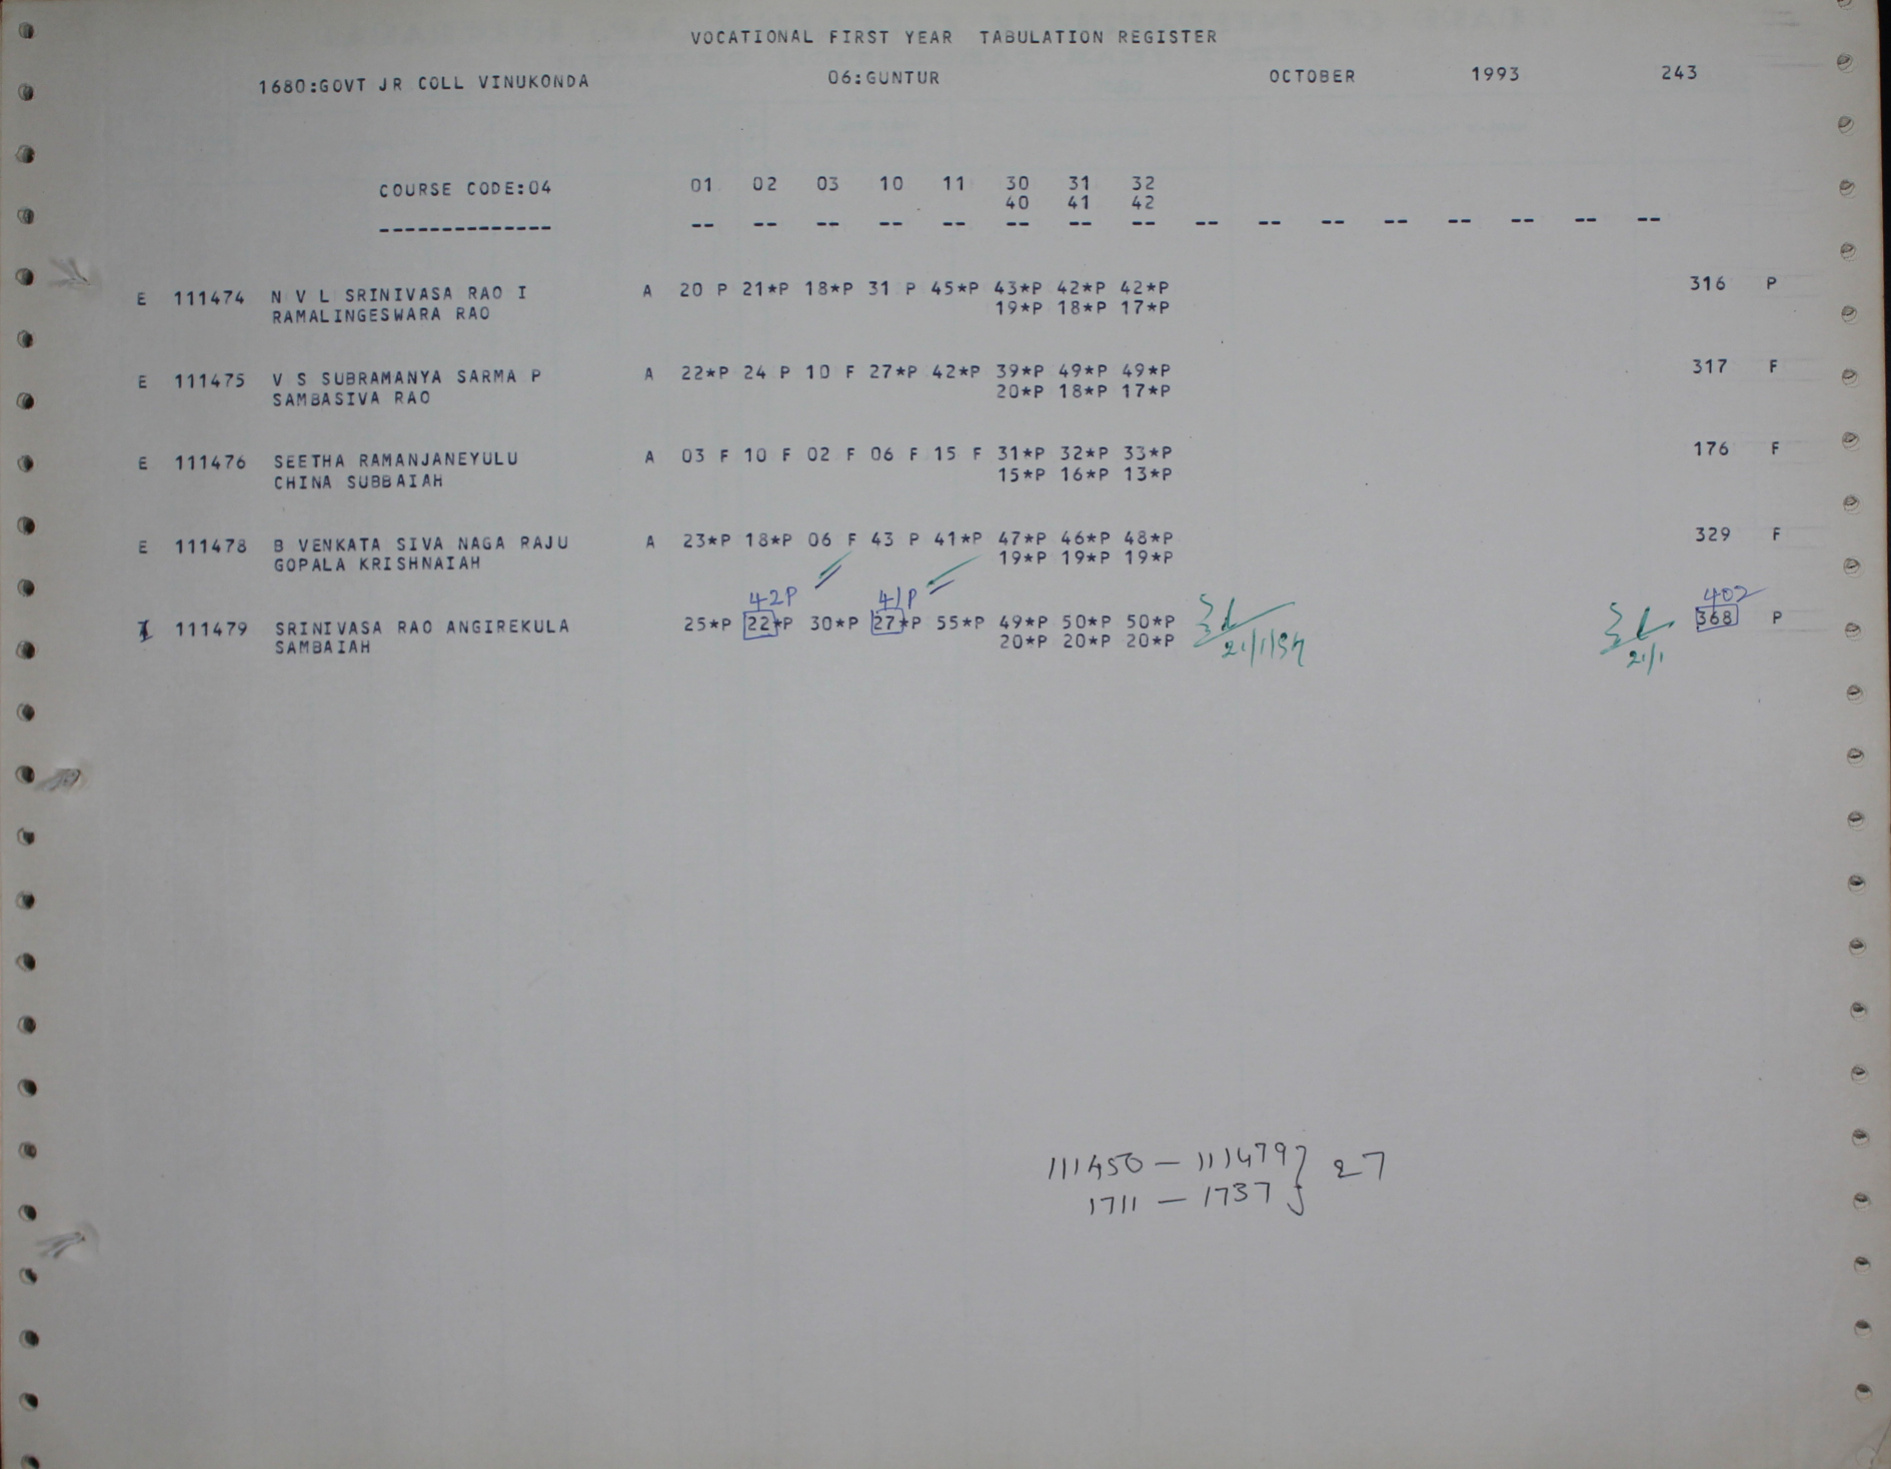 VOCATIONAL FIRST YEAR TABULATION REGISTER
1680:GOVT JR COLL VINUKONDA 06:GUNTUR OCTOBER 1993 243
COURSE CODE:04 01 02 03 10 11 30 31 32
40 41 42
-------------- -- -- -- -- -- -- -- -- -- -- -- -- -- -- -- --
E 111474 N V L SRINIVASA RAO I A 20 P 21*P 18*P 31 P 45*P 43*P 42*P 42*P 316 P
RAMALINGESWARA RAO 19*P 18*P 17*P
E 111475 V S SUBRAMANYA SARMA P A 22*P 24 P 10 F 27*P 42*P 39*P 49*P 49*P 317 F
SAMBASIVA RAO 20*P 18*P 17*P
E 111476 SEETHA RAMANJANEYULU A 03 F 10 F 02 F 06 F 15 F 31*P 32*P 33*P 176 F
CHINA SUBBAIAH 15*P 16*P 13*P
E 111478 B VENKATA SIVA NAGA RAJU A 23*P 18*P 06 F 43 P 41*P 47*P 46*P 48*P 329 F
GOPALA KRISHNAIAH 19*P 19*P 19*P
42P 41P 402
111479 SRINIVASA RAO ANGIREKULA 25*P 22*P 30*P 27*P 55*P 49*P 50*P 50*P 368 P
SAMBAIAH 20*P 20*P 20*P
21/1 21/1
111450 — 111479 } 27
1711 — 1737